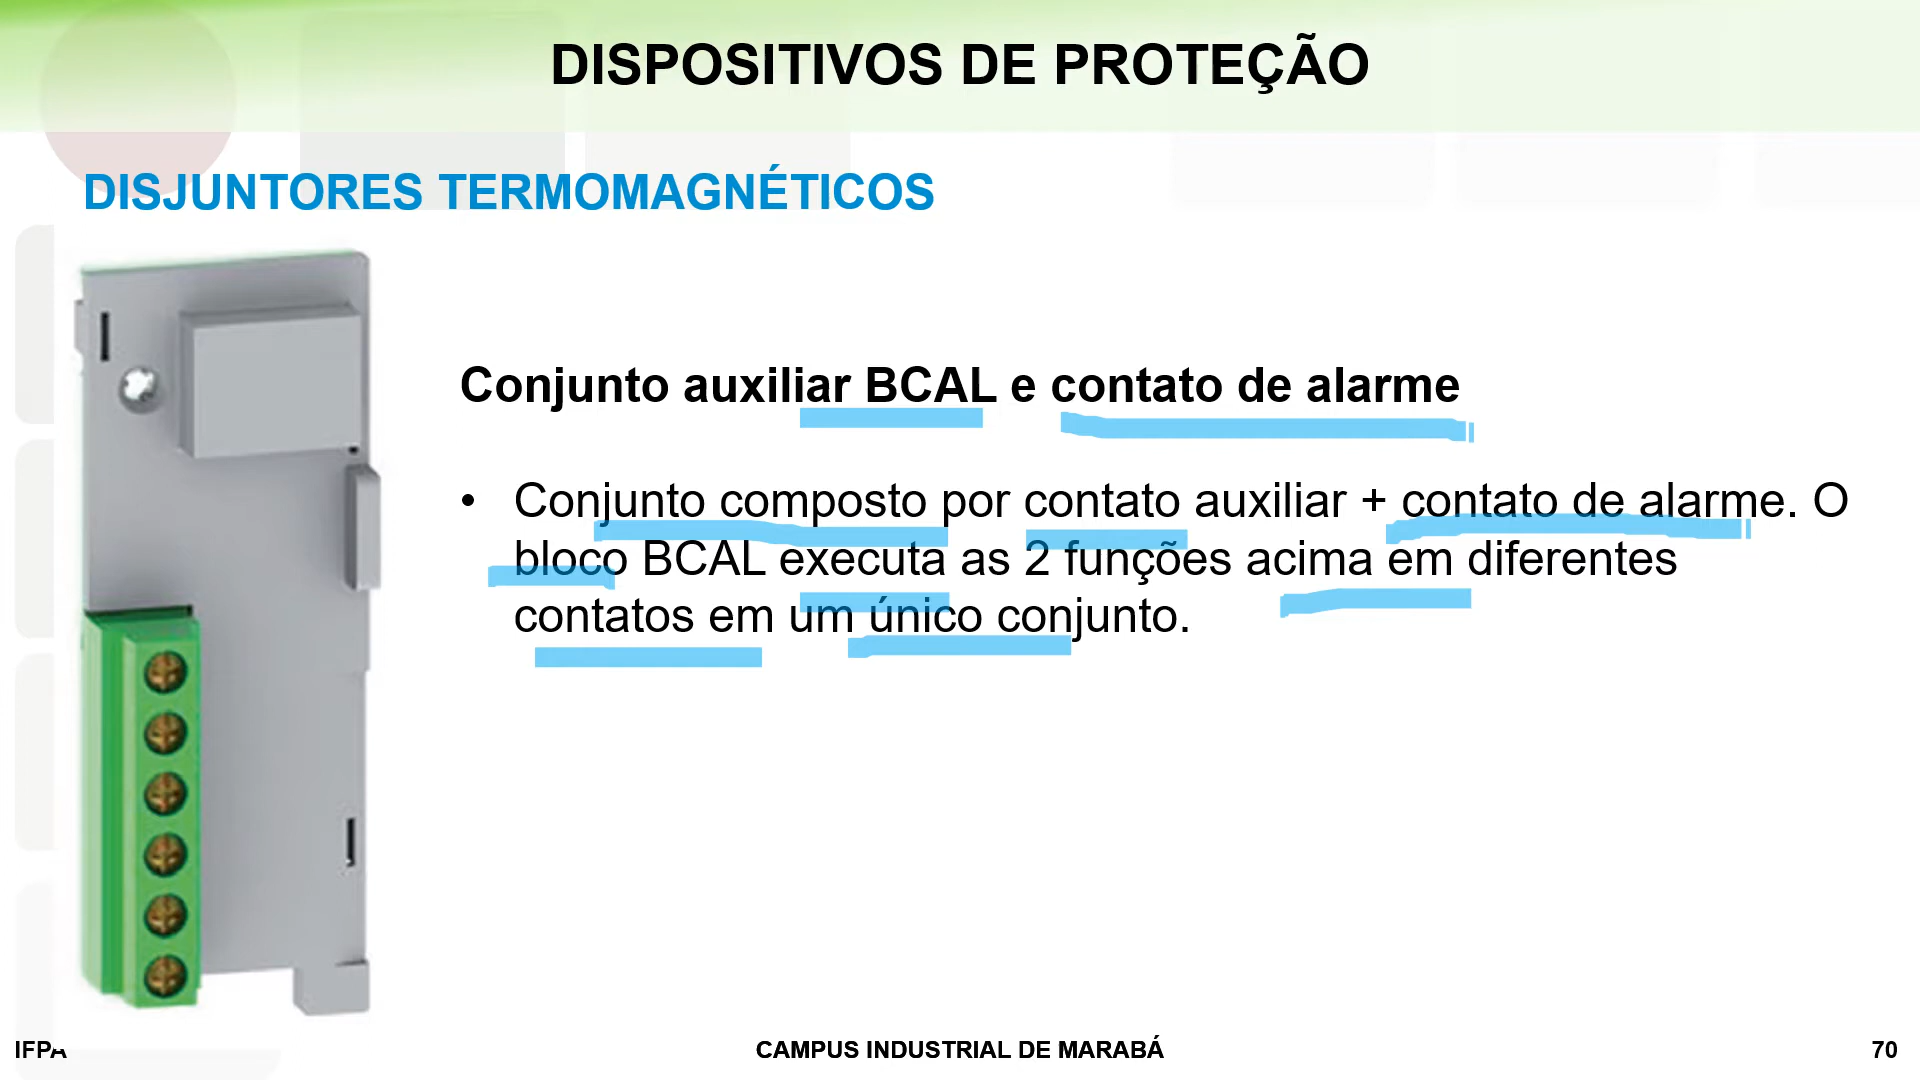 DISPOSITIVOS DE PROTEÇÃO
DISJUNTORES TERMOMAGNÉTICOS
Conjunto auxiliar BCAL e contato de alarme
• Conjunto composto por contato auxiliar + contato de alarme. O
bloco BCAL executa as 2 funções acima em diferentes
contatos em um único conjunto.
IFPA
CAMPUS INDUSTRIAL DE MARABÁ
70